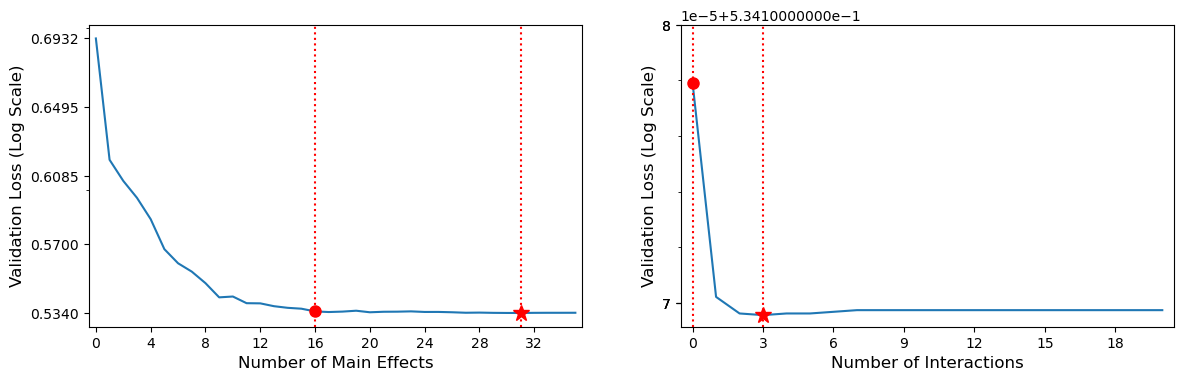 0.6932
0.6495
0.6085
0.5700
0.5340
Validation Loss (Log Scale)
0 4 8 12 16 20 24 28 32
Number of Main Effects
1e-5+5.3410000000e-1
8
7
Validation Loss (Log Scale)
0 3 6 9 12 15 18
Number of Interactions